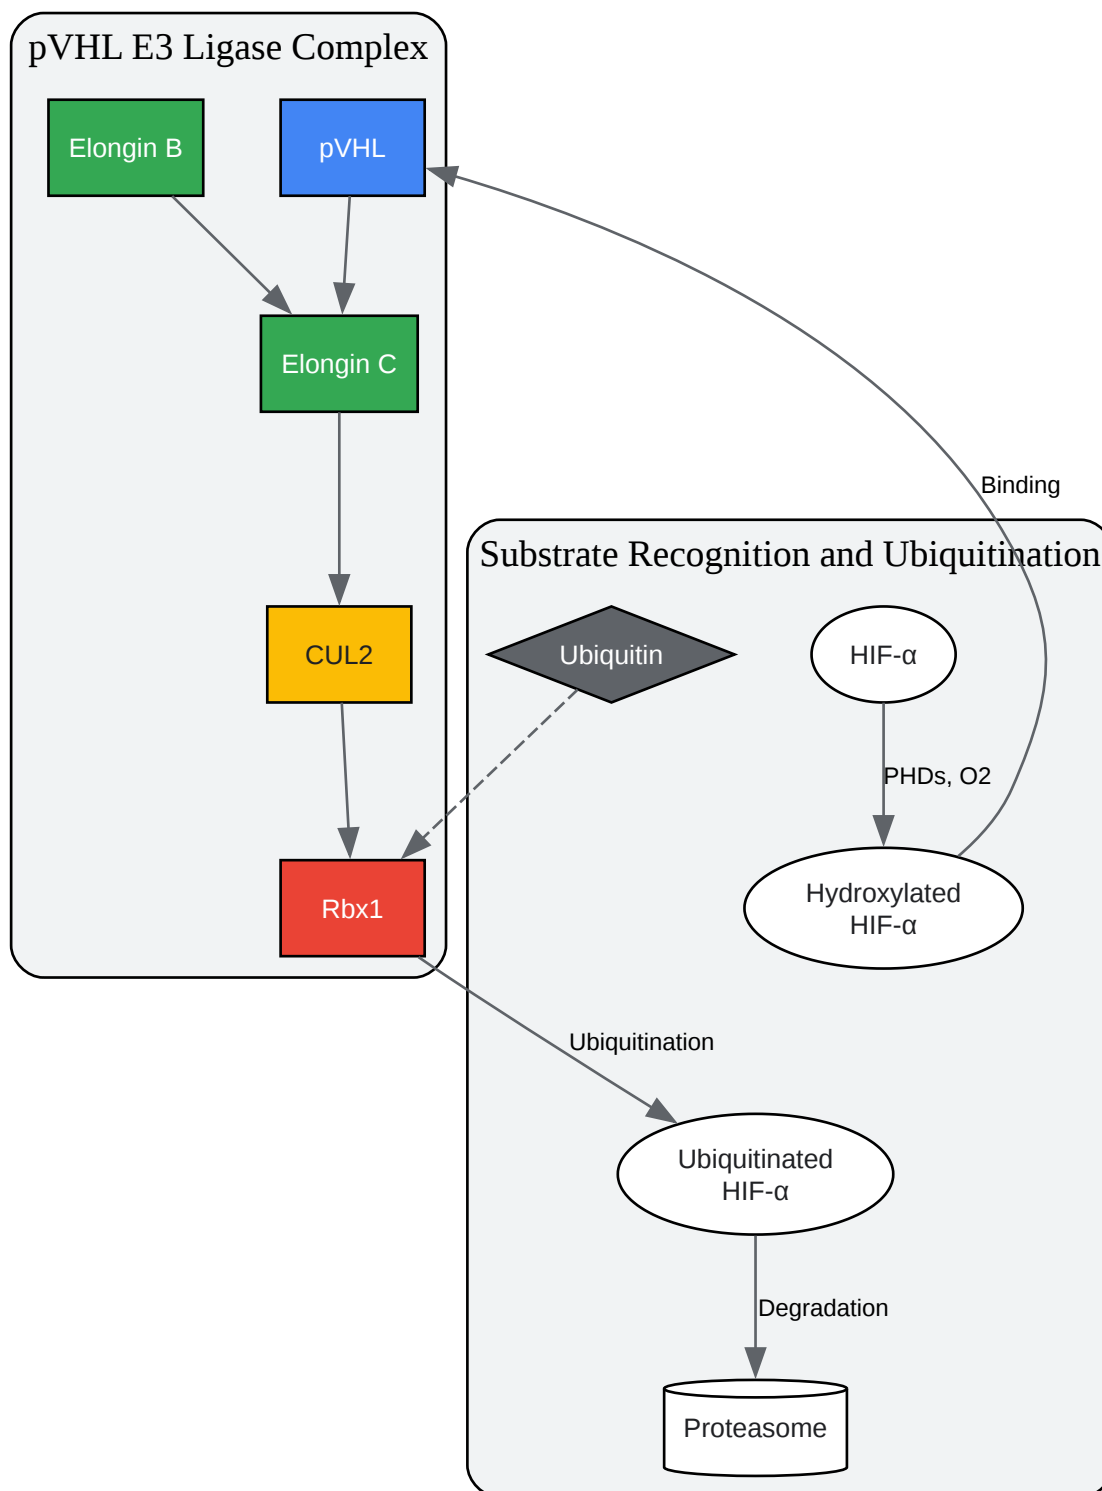 pVHL E3 Ligase Complex
Elongin B
pVHL
Elongin C
Binding
Substrate Recognition and Ubiquitination
CUL2
Ubiquitin
HIF-α
PHDs, O2
Rbx1
Hydroxylated
HIF-α
Ubiquitination
Ubiquitinated
HIF-α
Degradation
Proteasome